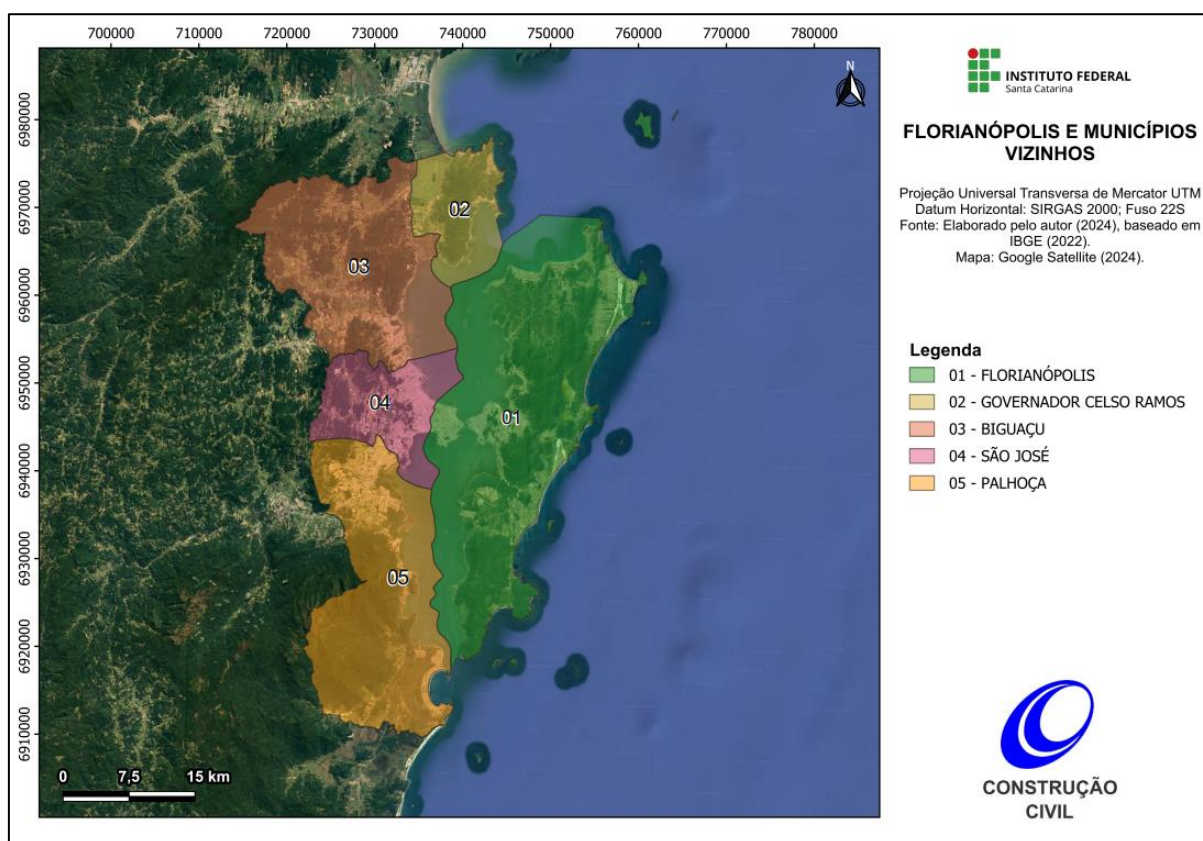 700000 710000 720000 730000 740000 750000 760000 770000 780000
6980000
6970000
6960000
6950000
6940000
6930000
6920000
6910000
N
02
03
01
04
05
0 7,5 15 km
INSTITUTO FEDERAL
Santa Catarina
FLORIANÓPOLIS E MUNICÍPIOS
VIZINHOS
Projeção Universal Transversa de Mercator UTM
Datum Horizontal: SIRGAS 2000; Fuso 22S
Fonte: Elaborado pelo autor (2024), baseado em
IBGE (2022).
Mapa: Google Satellite (2024).
Legenda
01 - FLORIANÓPOLIS
02 - GOVERNADOR CELSO RAMOS
03 - BIGUAÇU
04 - SÃO JOSÉ
05 - PALHOÇA
CONSTRUÇÃO
CIVIL